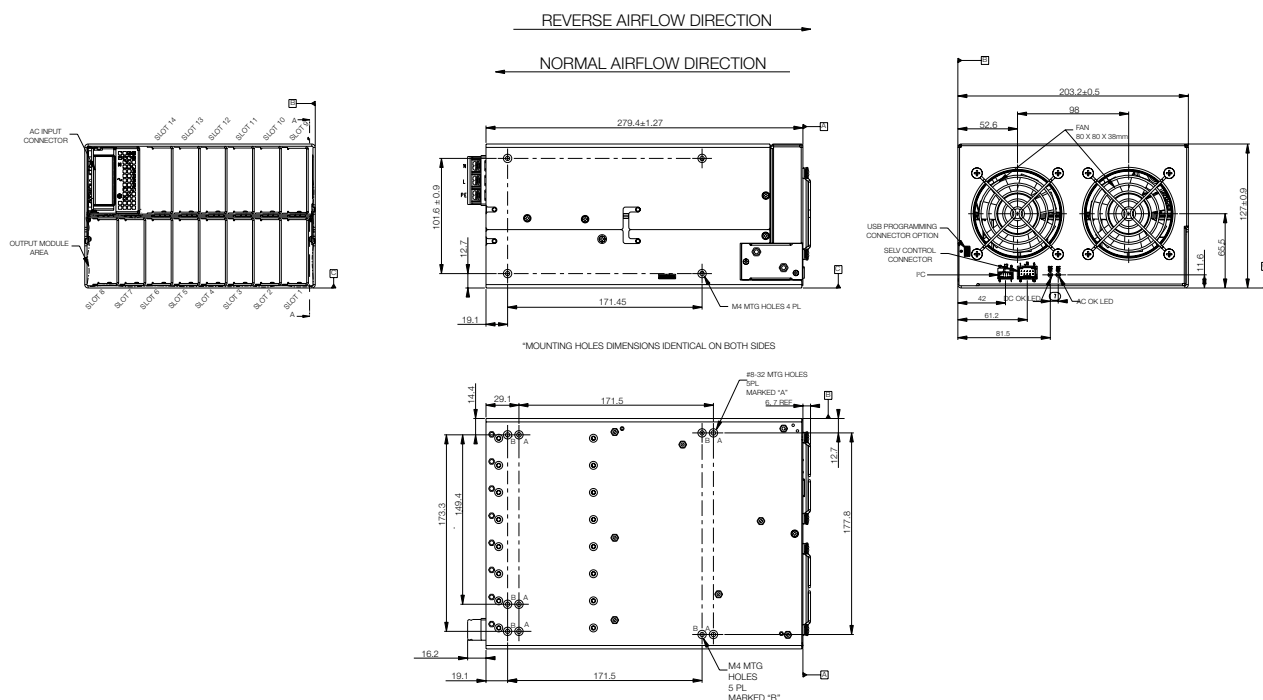 REVERSE AIRFLOW DIRECTION
NORMAL AIRFLOW DIRECTION
AC INPUT
CONNECTOR
SLOT 14
SLOT 13
SLOT 12
SLOT 11
SLOT 10
SLOT 9
B
A
OUTPUT MODULE
AREA
SLOT 8
SLOT 7
SLOT 6
SLOT 5
SLOT 4
SLOT 3
SLOT 2
SLOT 1
A
C
279.4±1.27
A
N
L
PE
101.6 ±0.9
12.7
C
171.45
19.1
M4 MTG HOLES 4 PL
*MOUNTING HOLES DIMENSIONS IDENTICAL ON BOTH SIDES
B
203.2±0.5
98
52.6
FAN
80 X 80 X 38mm
127±0.9
65.5
11.6
USB PROGRAMMING
CONNECTOR OPTION
SELV CONTROL
CONNECTOR
42
DC OK LED
7
AC OK LED
61.2
81.5
#8-32 MTG HOLES
5PL
MARKED "A"
6, 7 REF
B
14.4
29.1
171.5
B A
B A
12.7
173.3
149.4
177.8
B A
B A
B A
16.2
19.1
171.5
M4 MTG
HOLES
5 PL
MARKED "B"
A